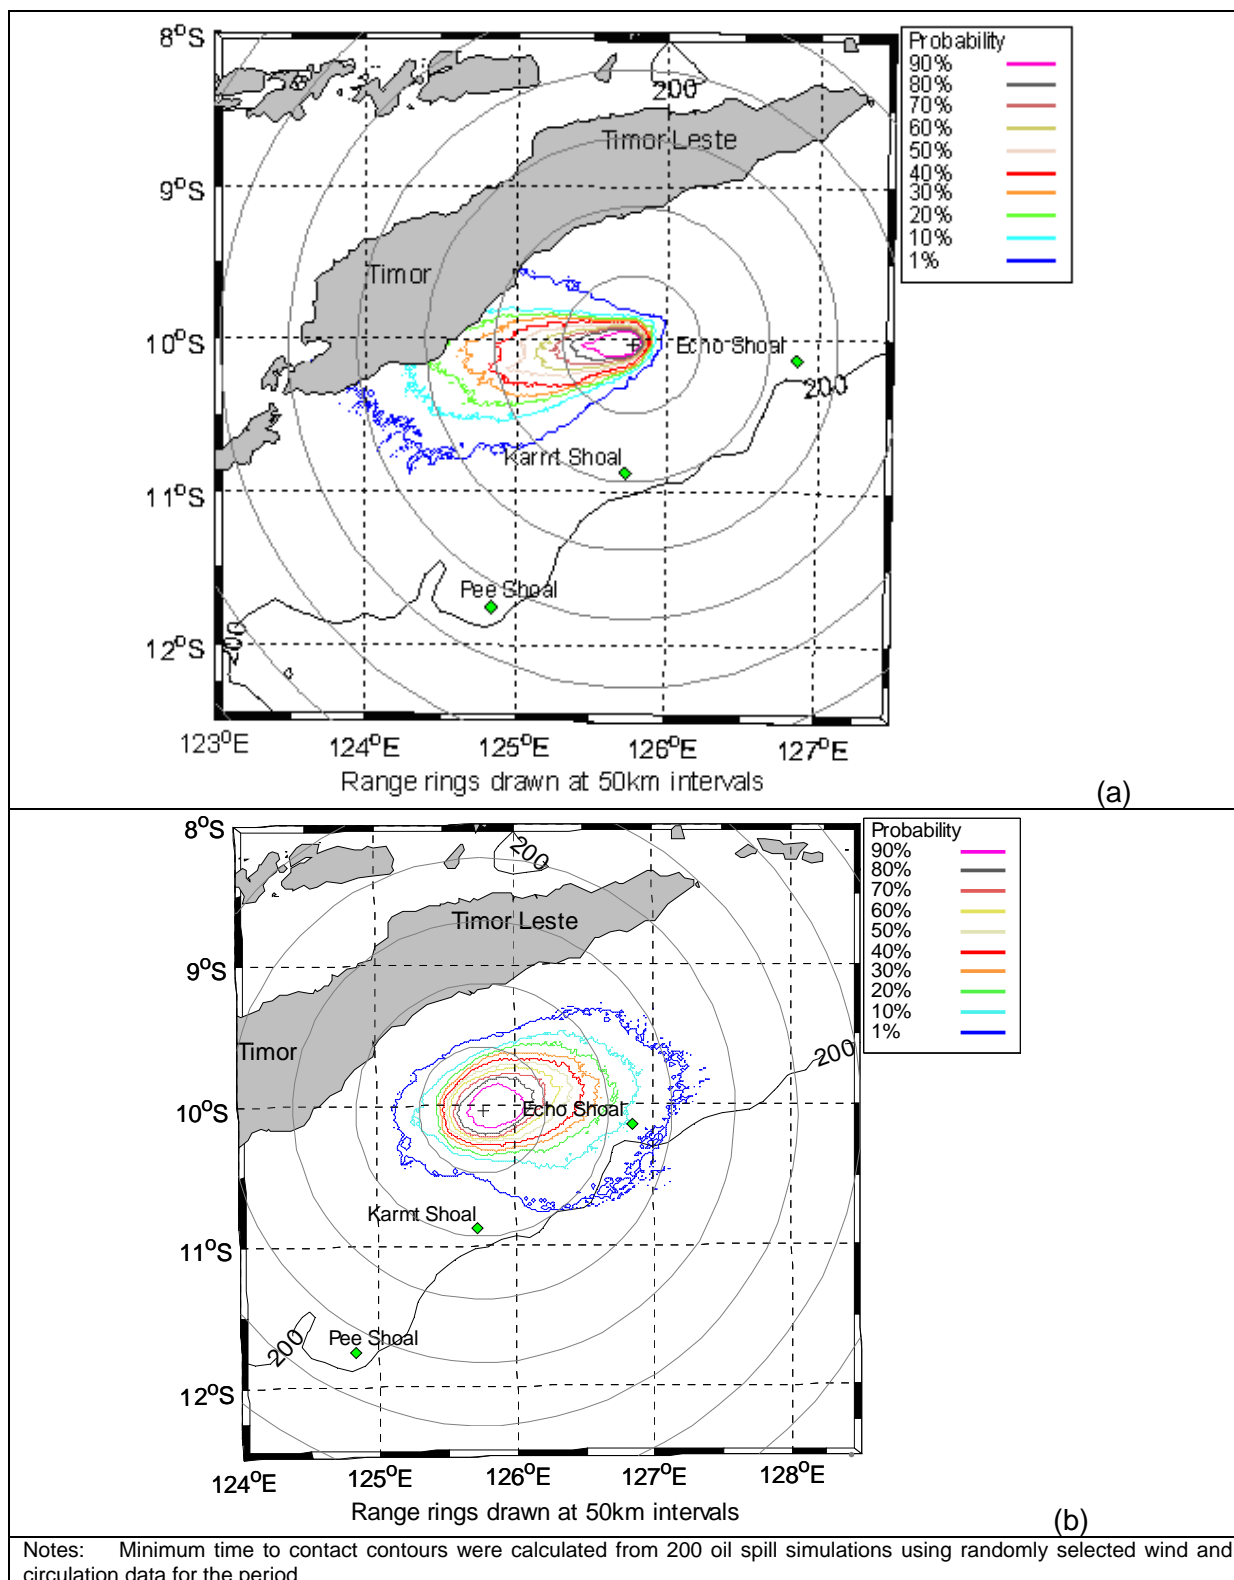 8°S
Probability
90%
80%
70%
60%
50%
40%
30%
20%
10%
1%
200
Timor Leste
9°S
Timor
10°S
Echo Shoal
200
Karmt Shoal
11°S
Pee Shoal
12°S
200
123°E 124°E 125°E 126°E 127°E
Range rings drawn at 50km intervals
(a)
8°S
Probability
90%
80%
70%
60%
50%
40%
30%
20%
10%
1%
200
Timor Leste
9°S
Timor
200
10°S
Echo Shoal
Karmt Shoal
11°S
Pee Shoal
200
12°S
124°E 125°E 126°E 127°E 128°E
Range rings drawn at 50km intervals
(b)
Notes: Minimum time to contact contours were calculated from 200 oil spill simulations using randomly selected wind and
circulation data for the period